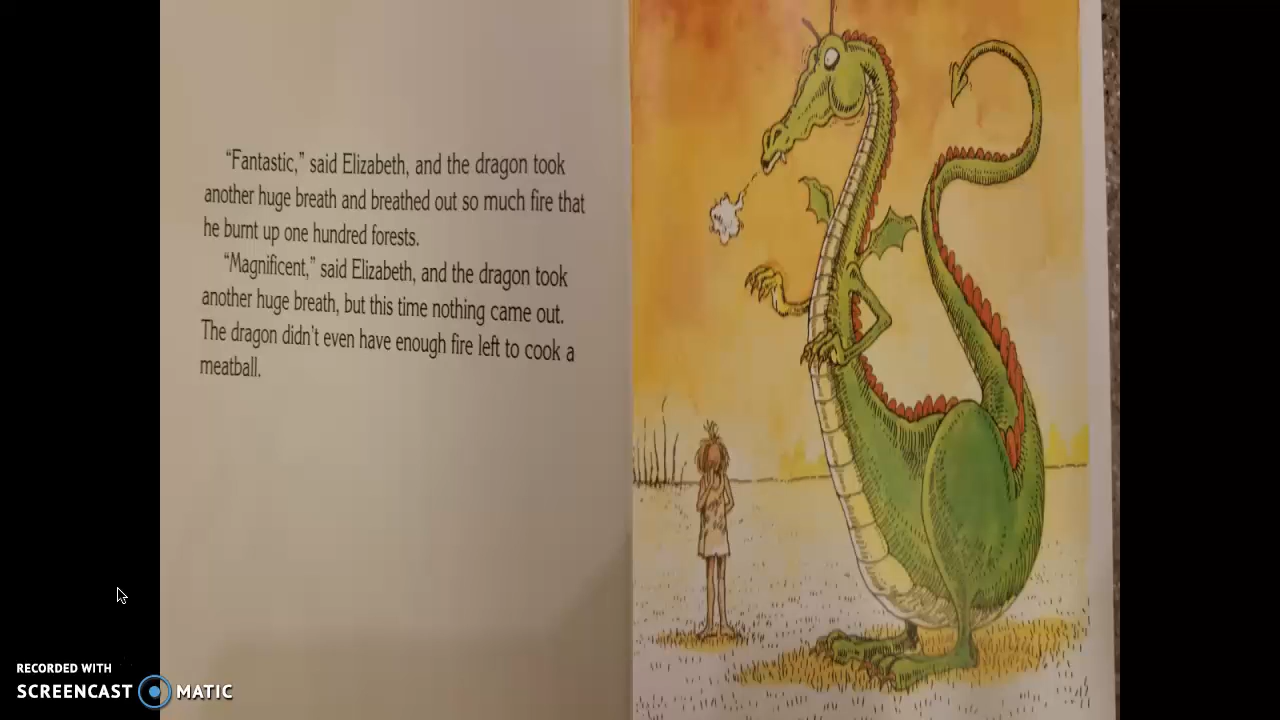 “Fantastic,” said Elizabeth, and the dragon took
another huge breath and breathed out so much fire that
he burnt up one hundred forests.
“Magnificent,” said Elizabeth, and the dragon took
another huge breath, but this time nothing came out.
The dragon didn't even have enough fire left to cook a
meatball.
RECORDED WITH
SCREENCAST MATIC